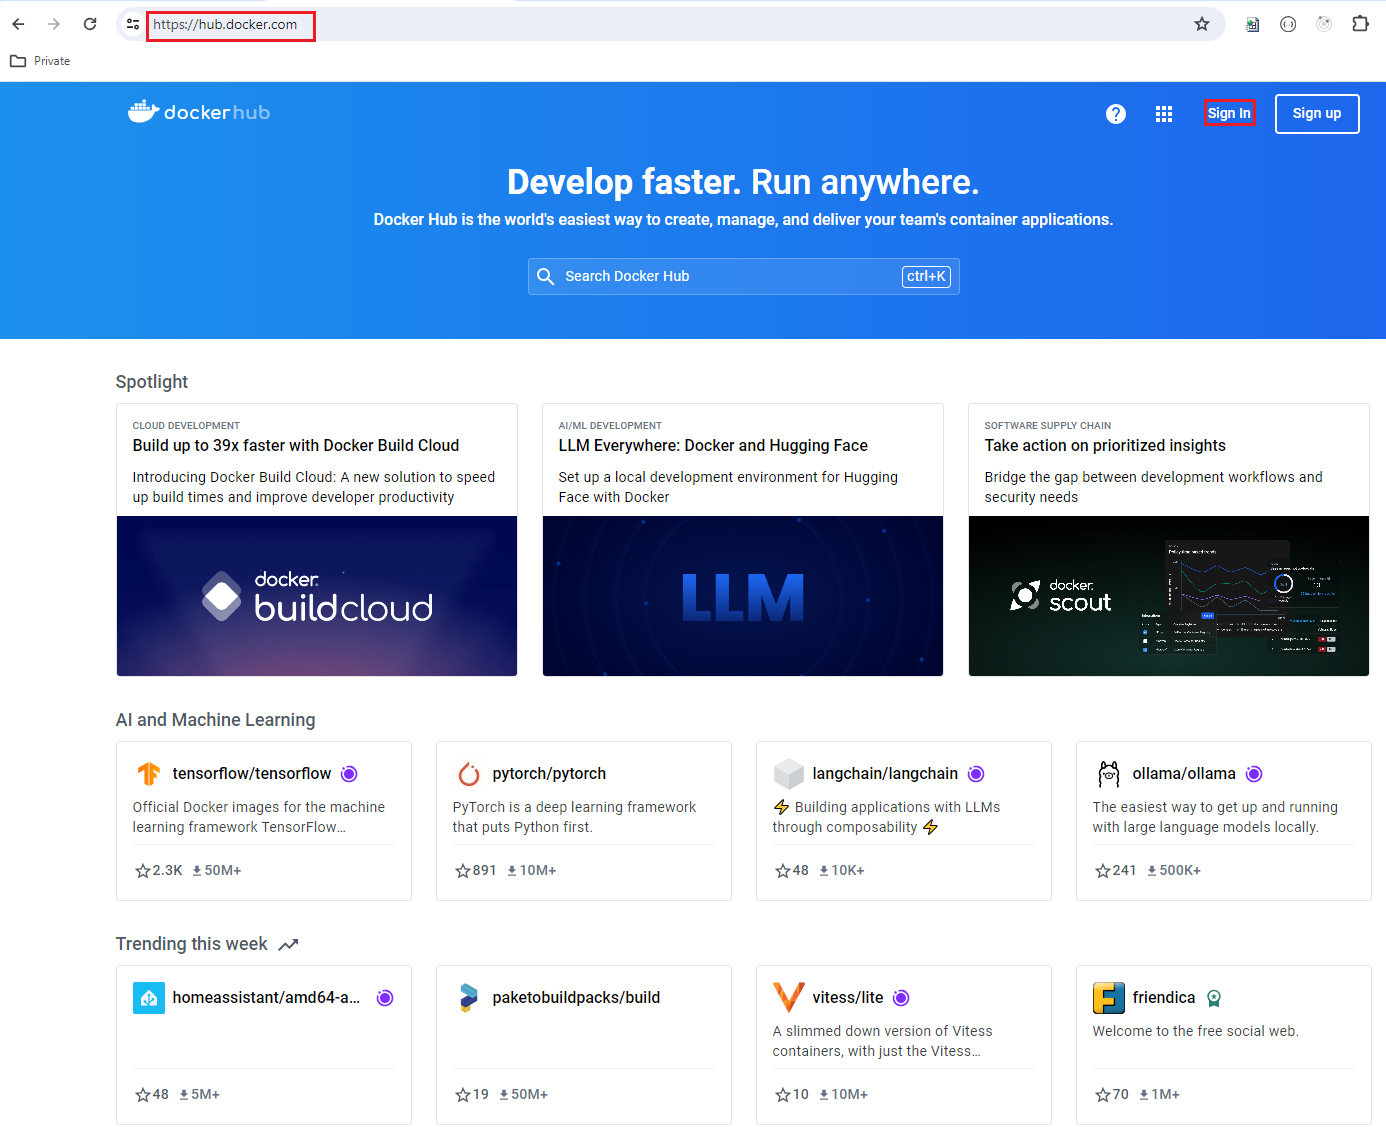 https://hub.docker.com
Private
docker hub
Sign In
Sign up
Develop faster. Run anywhere.
Docker Hub is the world's easiest way to create, manage, and deliver your team's container applications.
Search Docker Hub
ctrl+K
Spotlight
CLOUD DEVELOPMENT
Build up to 39x faster with Docker Build Cloud
Introducing Docker Build Cloud: A new solution to speed
up build times and improve developer productivity
docker
build cloud
AI/ML DEVELOPMENT
LLM Everywhere: Docker and Hugging Face
Set up a local development environment for Hugging
Face with Docker
LLM
SOFTWARE SUPPLY CHAIN
Take action on prioritized insights
Bridge the gap between development workflows and
security needs
docker
scout
Policy time based trends
AI and Machine Learning
tensorflow/tensorflow
Official Docker images for the machine
learning framework TensorFlow...
2.3K 50M+
pytorch/pytorch
PyTorch is a deep learning framework
that puts Python first.
891 10M+
langchain/langchain
⚡ Building applications with LLMs
through composability ⚡
48 10K+
ollama/ollama
The easiest way to get up and running
with large language models locally.
241 500K+
Trending this week
homeassistant/amd64-a...
48 5M+
paketobuildpacks/build
19 50M+
vitess/lite
A slimmed down version of Vitess
containers, with just the Vitess...
10 10M+
friendica
Welcome to the free social web.
70 1M+